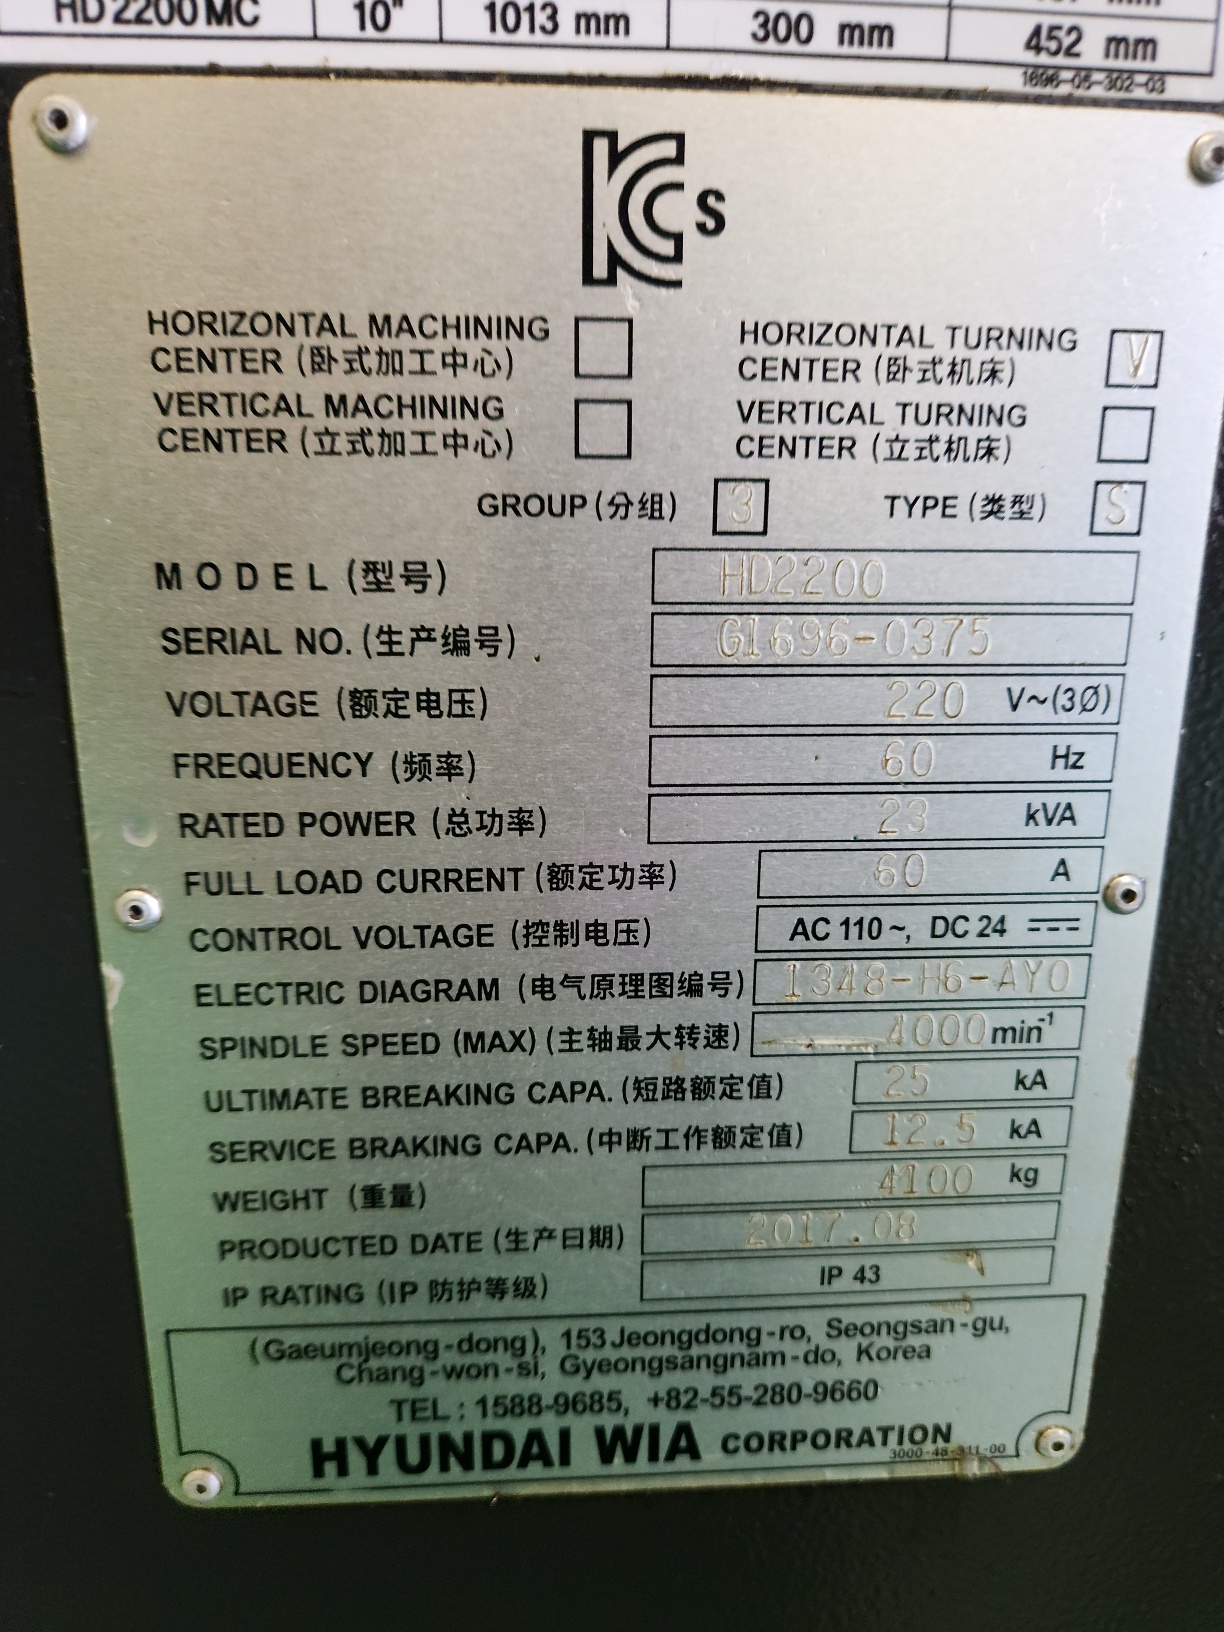 HD2200MC 10" 1013 mm 300 mm 452 mm
1696-05-302-03
KCs
HORIZONTAL MACHINING CENTER (卧式加工中心)
HORIZONTAL TURNING CENTER (卧式机床) V
VERTICAL MACHINING CENTER (立式加工中心)
VERTICAL TURNING CENTER (立式机床)
GROUP (分组) 3 TYPE (类型) S
MODEL (型号) HD2200
SERIAL NO. (生产编号) G1696-0375
VOLTAGE (额定电压) 220 V~(3Ø)
FREQUENCY (频率) 60 Hz
RATED POWER (总功率) 23 kVA
FULL LOAD CURRENT (额定功率) 60 A
CONTROL VOLTAGE (控制电压) AC 110 ~, DC 24
ELECTRIC DIAGRAM (电气原理图编号) 1348-H6-AY0
SPINDLE SPEED (MAX) (主轴最大转速) 4000 min⁻¹
ULTIMATE BREAKING CAPA. (短路额定值) 25 kA
SERVICE BRAKING CAPA. (中断工作额定值) 12.5 kA
WEIGHT (重量) 4100 kg
PRODUCTED DATE (生产日期) 2017.08
IP RATING (IP 防护等级) IP 43
(Gaeumjeong-dong), 153 Jeongdong-ro, Seongsan-gu,
Chang-won-si, Gyeongsangnam-do, Korea
TEL : 1588-9685, +82-55-280-9660
HYUNDAI WIA CORPORATION
3000-48-311-00